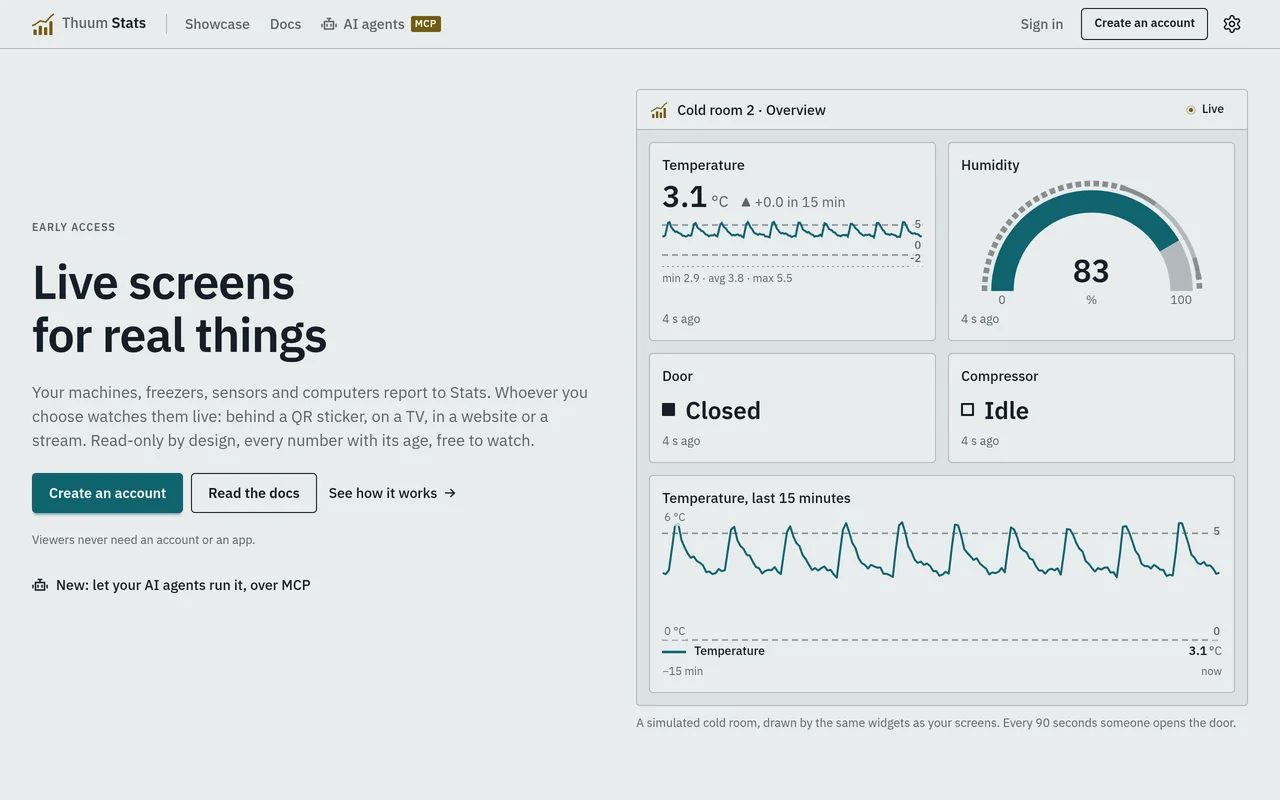 Thuum Stats
Showcase
Docs
AI agents MCP
Sign in
Create an account
EARLY ACCESS
Live screens
for real things
Your machines, freezers, sensors and computers report to Stats. Whoever you
choose watches them live: behind a QR sticker, on a TV, in a website or a
stream. Read-only by design, every number with its age, free to watch.
Create an account
Read the docs
See how it works →
Viewers never need an account or an app.
New: let your AI agents run it, over MCP
Cold room 2 · Overview
Live
Temperature
3.1 °C ▲ +0.0 in 15 min
5
0
-2
min 2.9 · avg 3.8 · max 5.5
4 s ago
Humidity
83
0 % 100
4 s ago
Door
Closed
4 s ago
Compressor
Idle
4 s ago
Temperature, last 15 minutes
6 °C
5
0 °C
0
Temperature
3.1 °C
−15 min
now
A simulated cold room, drawn by the same widgets as your screens. Every 90 seconds someone opens the door.